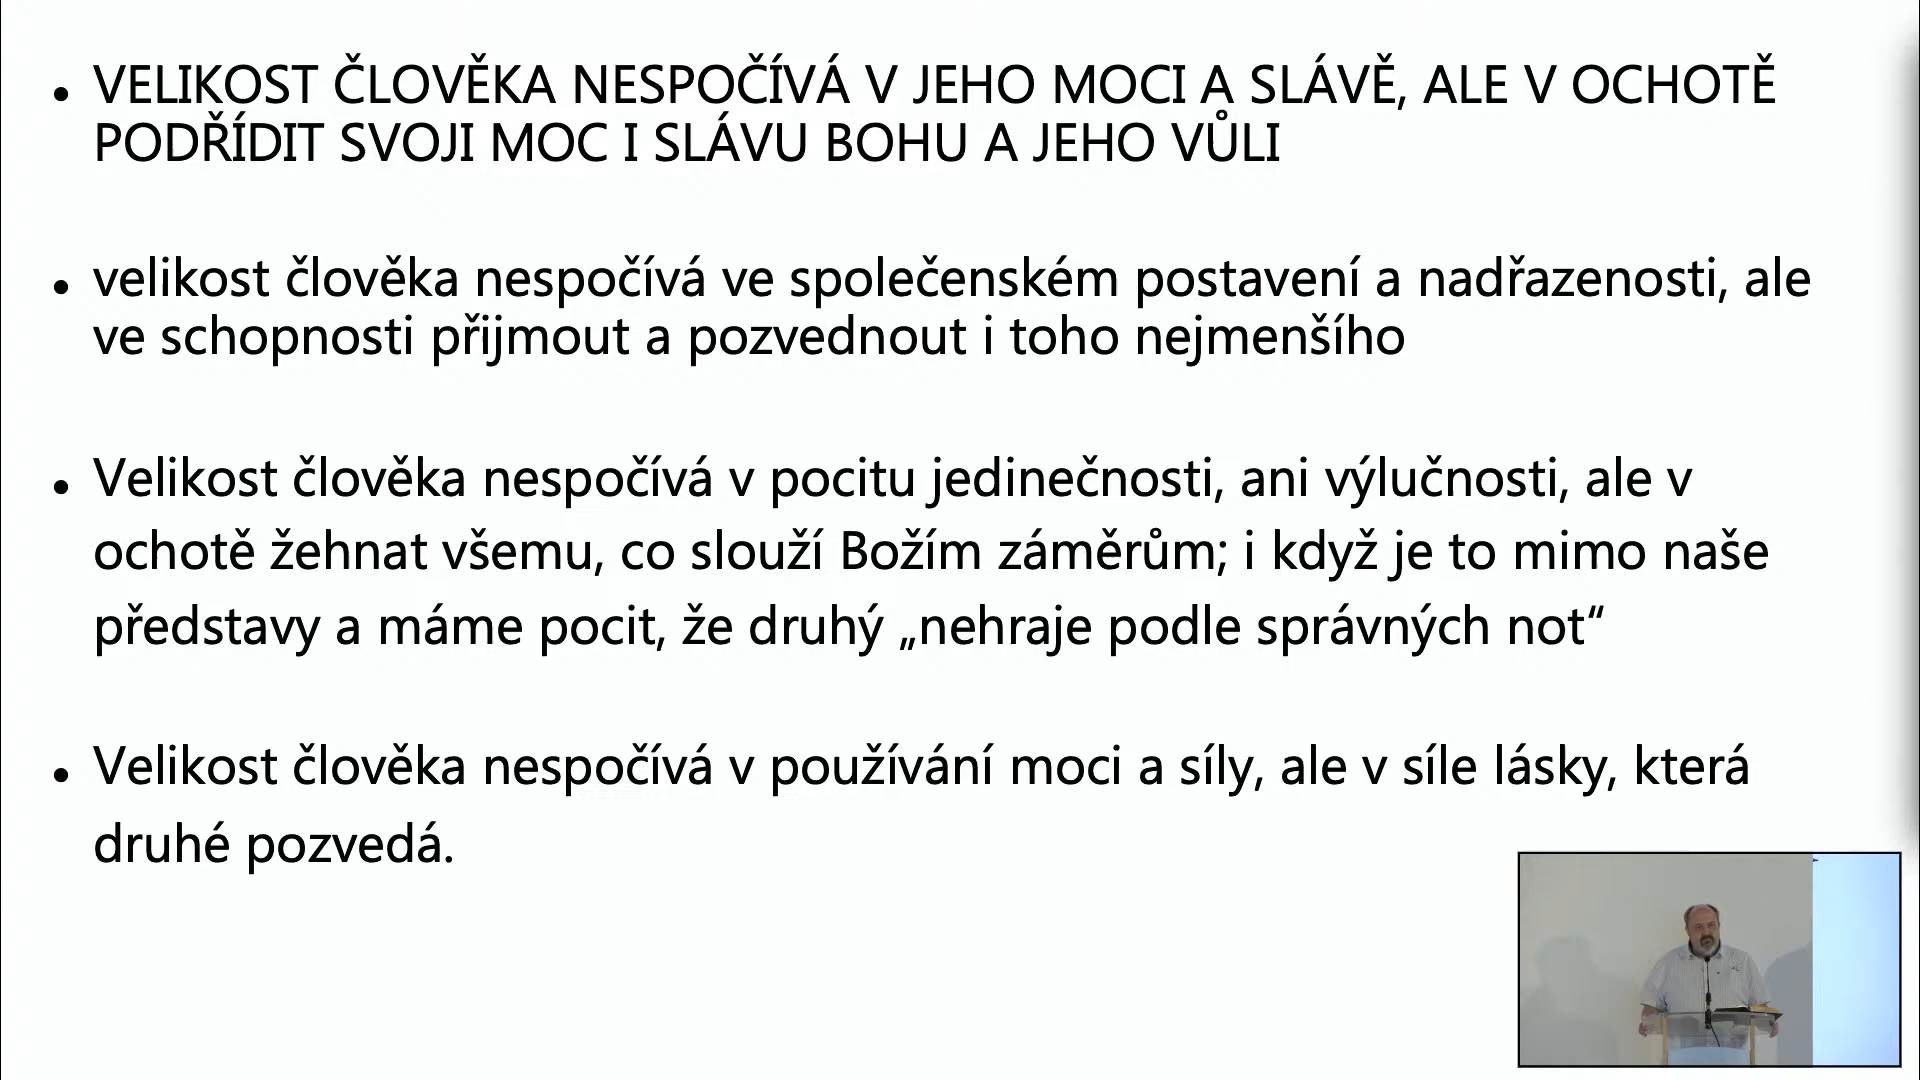 • VELIKOST ČLOVĚKA NESPOČÍVÁ V JEHO MOCI A SLÁVĚ, ALE V OCHOTĚ
PODŘÍDIT SVOJI MOC I SLÁVU BOHU A JEHO VŮLI
• velikost člověka nespočívá ve společenském postavení a nadřazenosti, ale
ve schopnosti přijmout a pozvednout i toho nejmenšího
• Velikost člověka nespočívá v pocitu jedinečnosti, ani výlučnosti, ale v
ochotě žehnat všemu, co slouží Božím záměrům; i když je to mimo naše
představy a máme pocit, že druhý „nehraje podle správných not“
• Velikost člověka nespočívá v používání moci a síly, ale v síle lásky, která
druhé pozvedá.